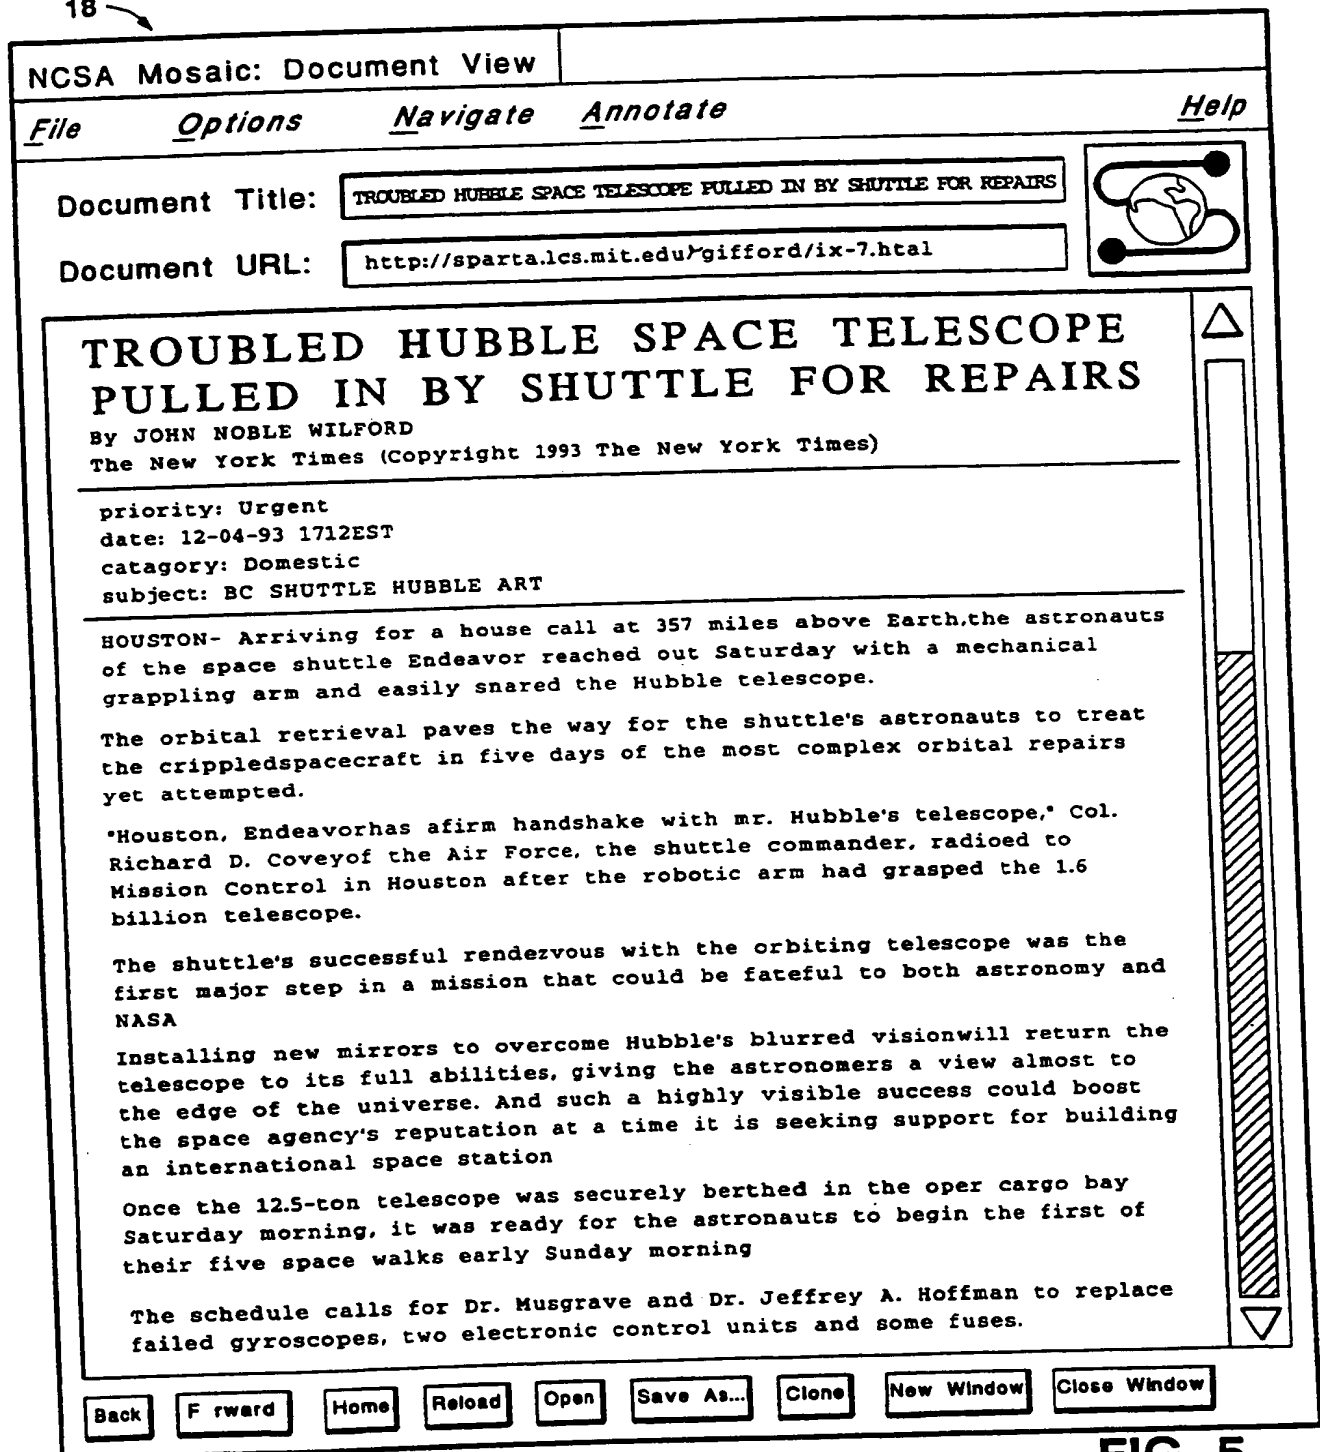 18
NCSA Mosaic: Document View
File Options Navigate Annotate Help
Document Title: TROUBLED HUBBLE SPACE TELESCOPE PULLED IN BY SHUTTLE FOR REPAIRS
Document URL: http://sparta.lcs.mit.edu/~gifford/ix-7.htal
TROUBLED HUBBLE SPACE TELESCOPE
PULLED IN BY SHUTTLE FOR REPAIRS
By JOHN NOBLE WILFORD
The New York Times (Copyright 1993 The New York Times)
priority: Urgent
date: 12-04-93 1712EST
catagory: Domestic
subject: BC SHUTTLE HUBBLE ART
HOUSTON- Arriving for a house call at 357 miles above Earth,the astronauts
of the space shuttle Endeavor reached out Saturday with a mechanical
grappling arm and easily snared the Hubble telescope.
The orbital retrieval paves the way for the shuttle's astronauts to treat
the crippledspacecraft in five days of the most complex orbital repairs
yet attempted.
"Houston, Endeavorhas afirm handshake with mr. Hubble's telescope," Col.
Richard D. Coveyof the Air Force, the shuttle commander, radioed to
Mission Control in Houston after the robotic arm had grasped the 1.6
billion telescope.
The shuttle's successful rendezvous with the orbiting telescope was the
first major step in a mission that could be fateful to both astronomy and
NASA
Installing new mirrors to overcome Hubble's blurred visionwill return the
telescope to its full abilities, giving the astronomers a view almost to
the edge of the universe. And such a highly visible success could boost
the space agency's reputation at a time it is seeking support for building
an international space station
Once the 12.5-ton telescope was securely berthed in the oper cargo bay
Saturday morning, it was ready for the astronauts to begin the first of
their five space walks early Sunday morning
The schedule calls for Dr. Musgrave and Dr. Jeffrey A. Hoffman to replace
failed gyroscopes, two electronic control units and some fuses.
Back F rward Home Reload Open Save As... Clone New Window Close Window
FIG. 5